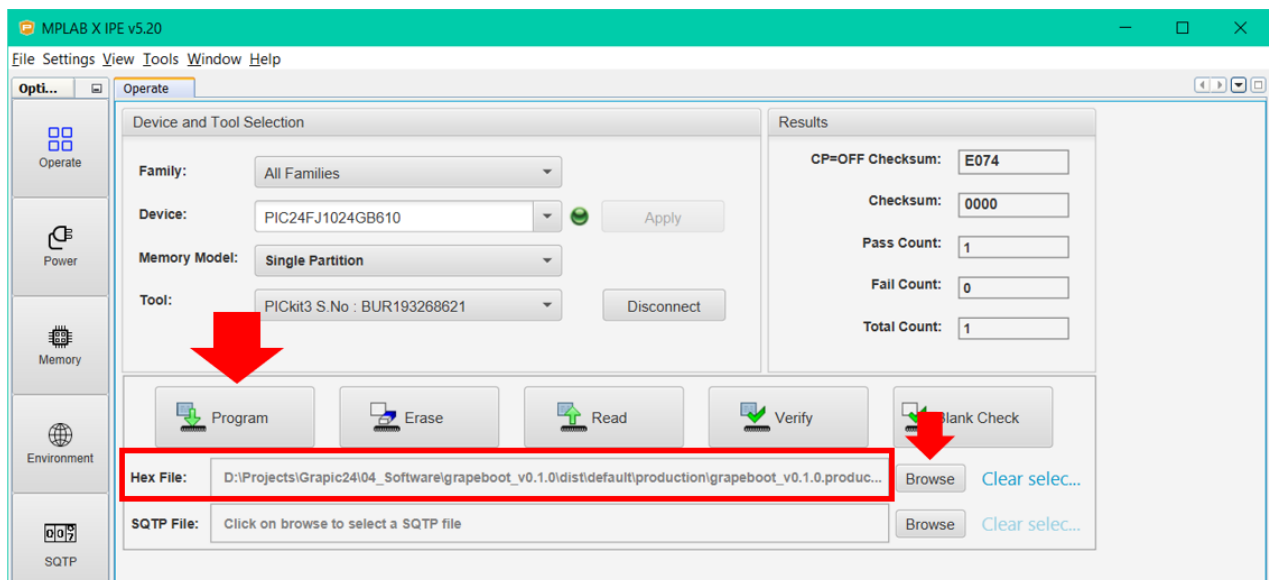 MPLAB X IPE v5.20
File Settings View Tools Window Help
Opti...
Operate
Operate
Power
Memory
Environment
SQTP
Device and Tool Selection
Family: All Families
Device: PIC24FJ1024GB610 Apply
Memory Model: Single Partition
Tool: PICkit3 S.No : BUR193268621 Disconnect
Results
CP=OFF Checksum: E074
Checksum: 0000
Pass Count: 1
Fail Count: 0
Total Count: 1
Program Erase Read Verify Blank Check
Hex File: D:\Projects\Grapic24\04_Software\grapeboot_v0.1.0\dist\default\production\grapeboot_v0.1.0.produc... Browse Clear selec...
SQTP File: Click on browse to select a SQTP file Browse Clear selec...